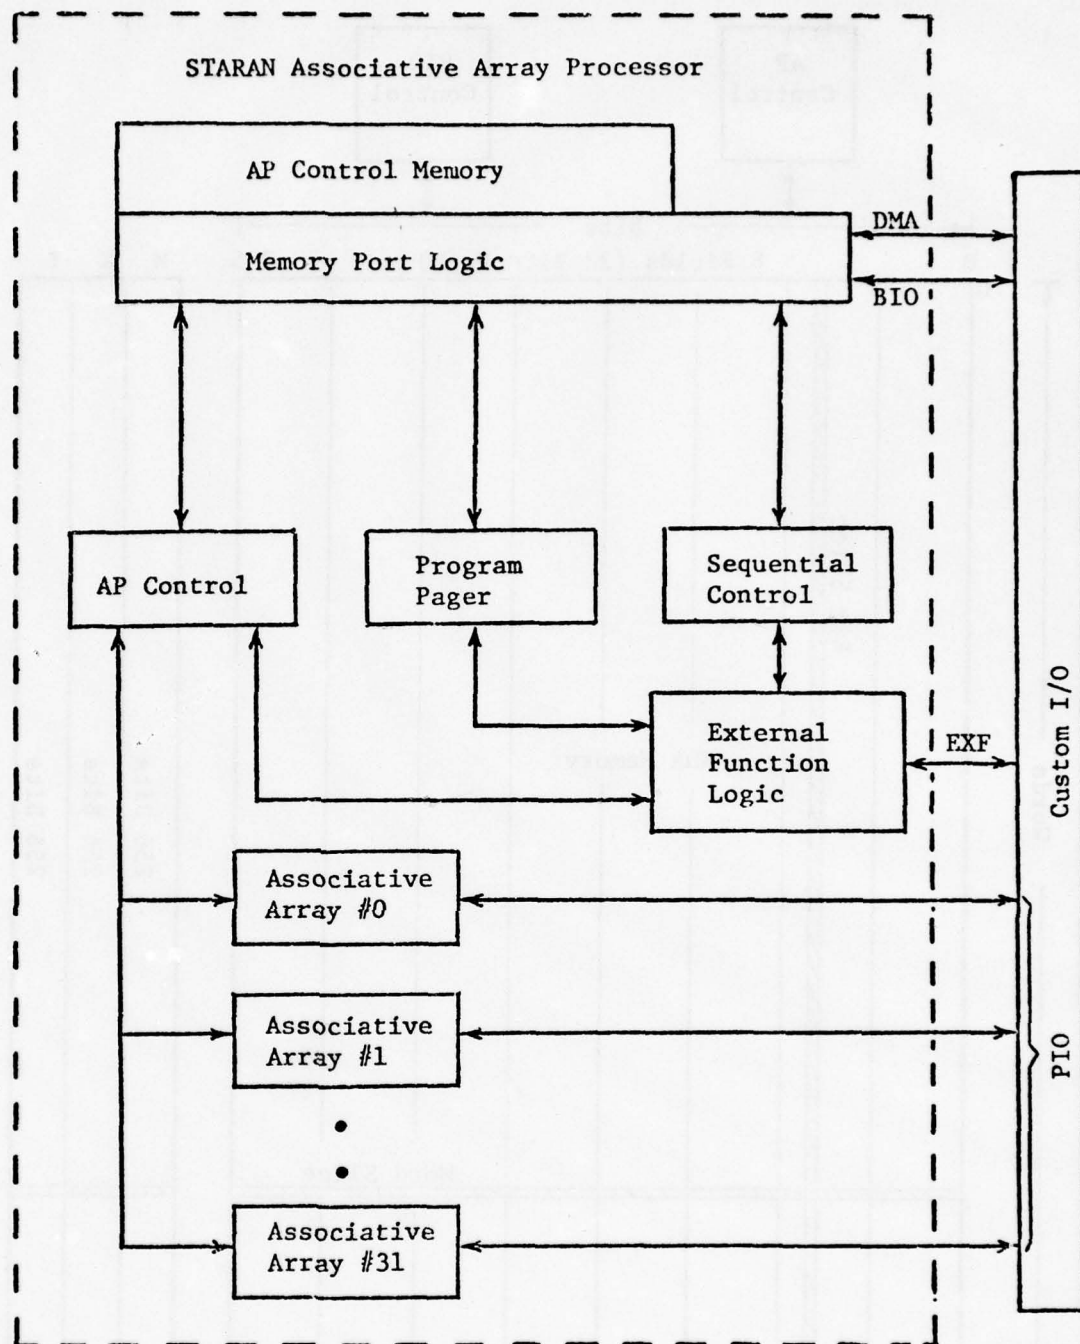 STARAN Associative Array Processor
AP Control Memory
Memory Port Logic
DMA
BIO
AP Control
Program
Pager
Sequential
Control
External
Function
Logic
EXF
Custom I/O
Associative
Array #0
Associative
Array #1
Associative
Array #31
PIO